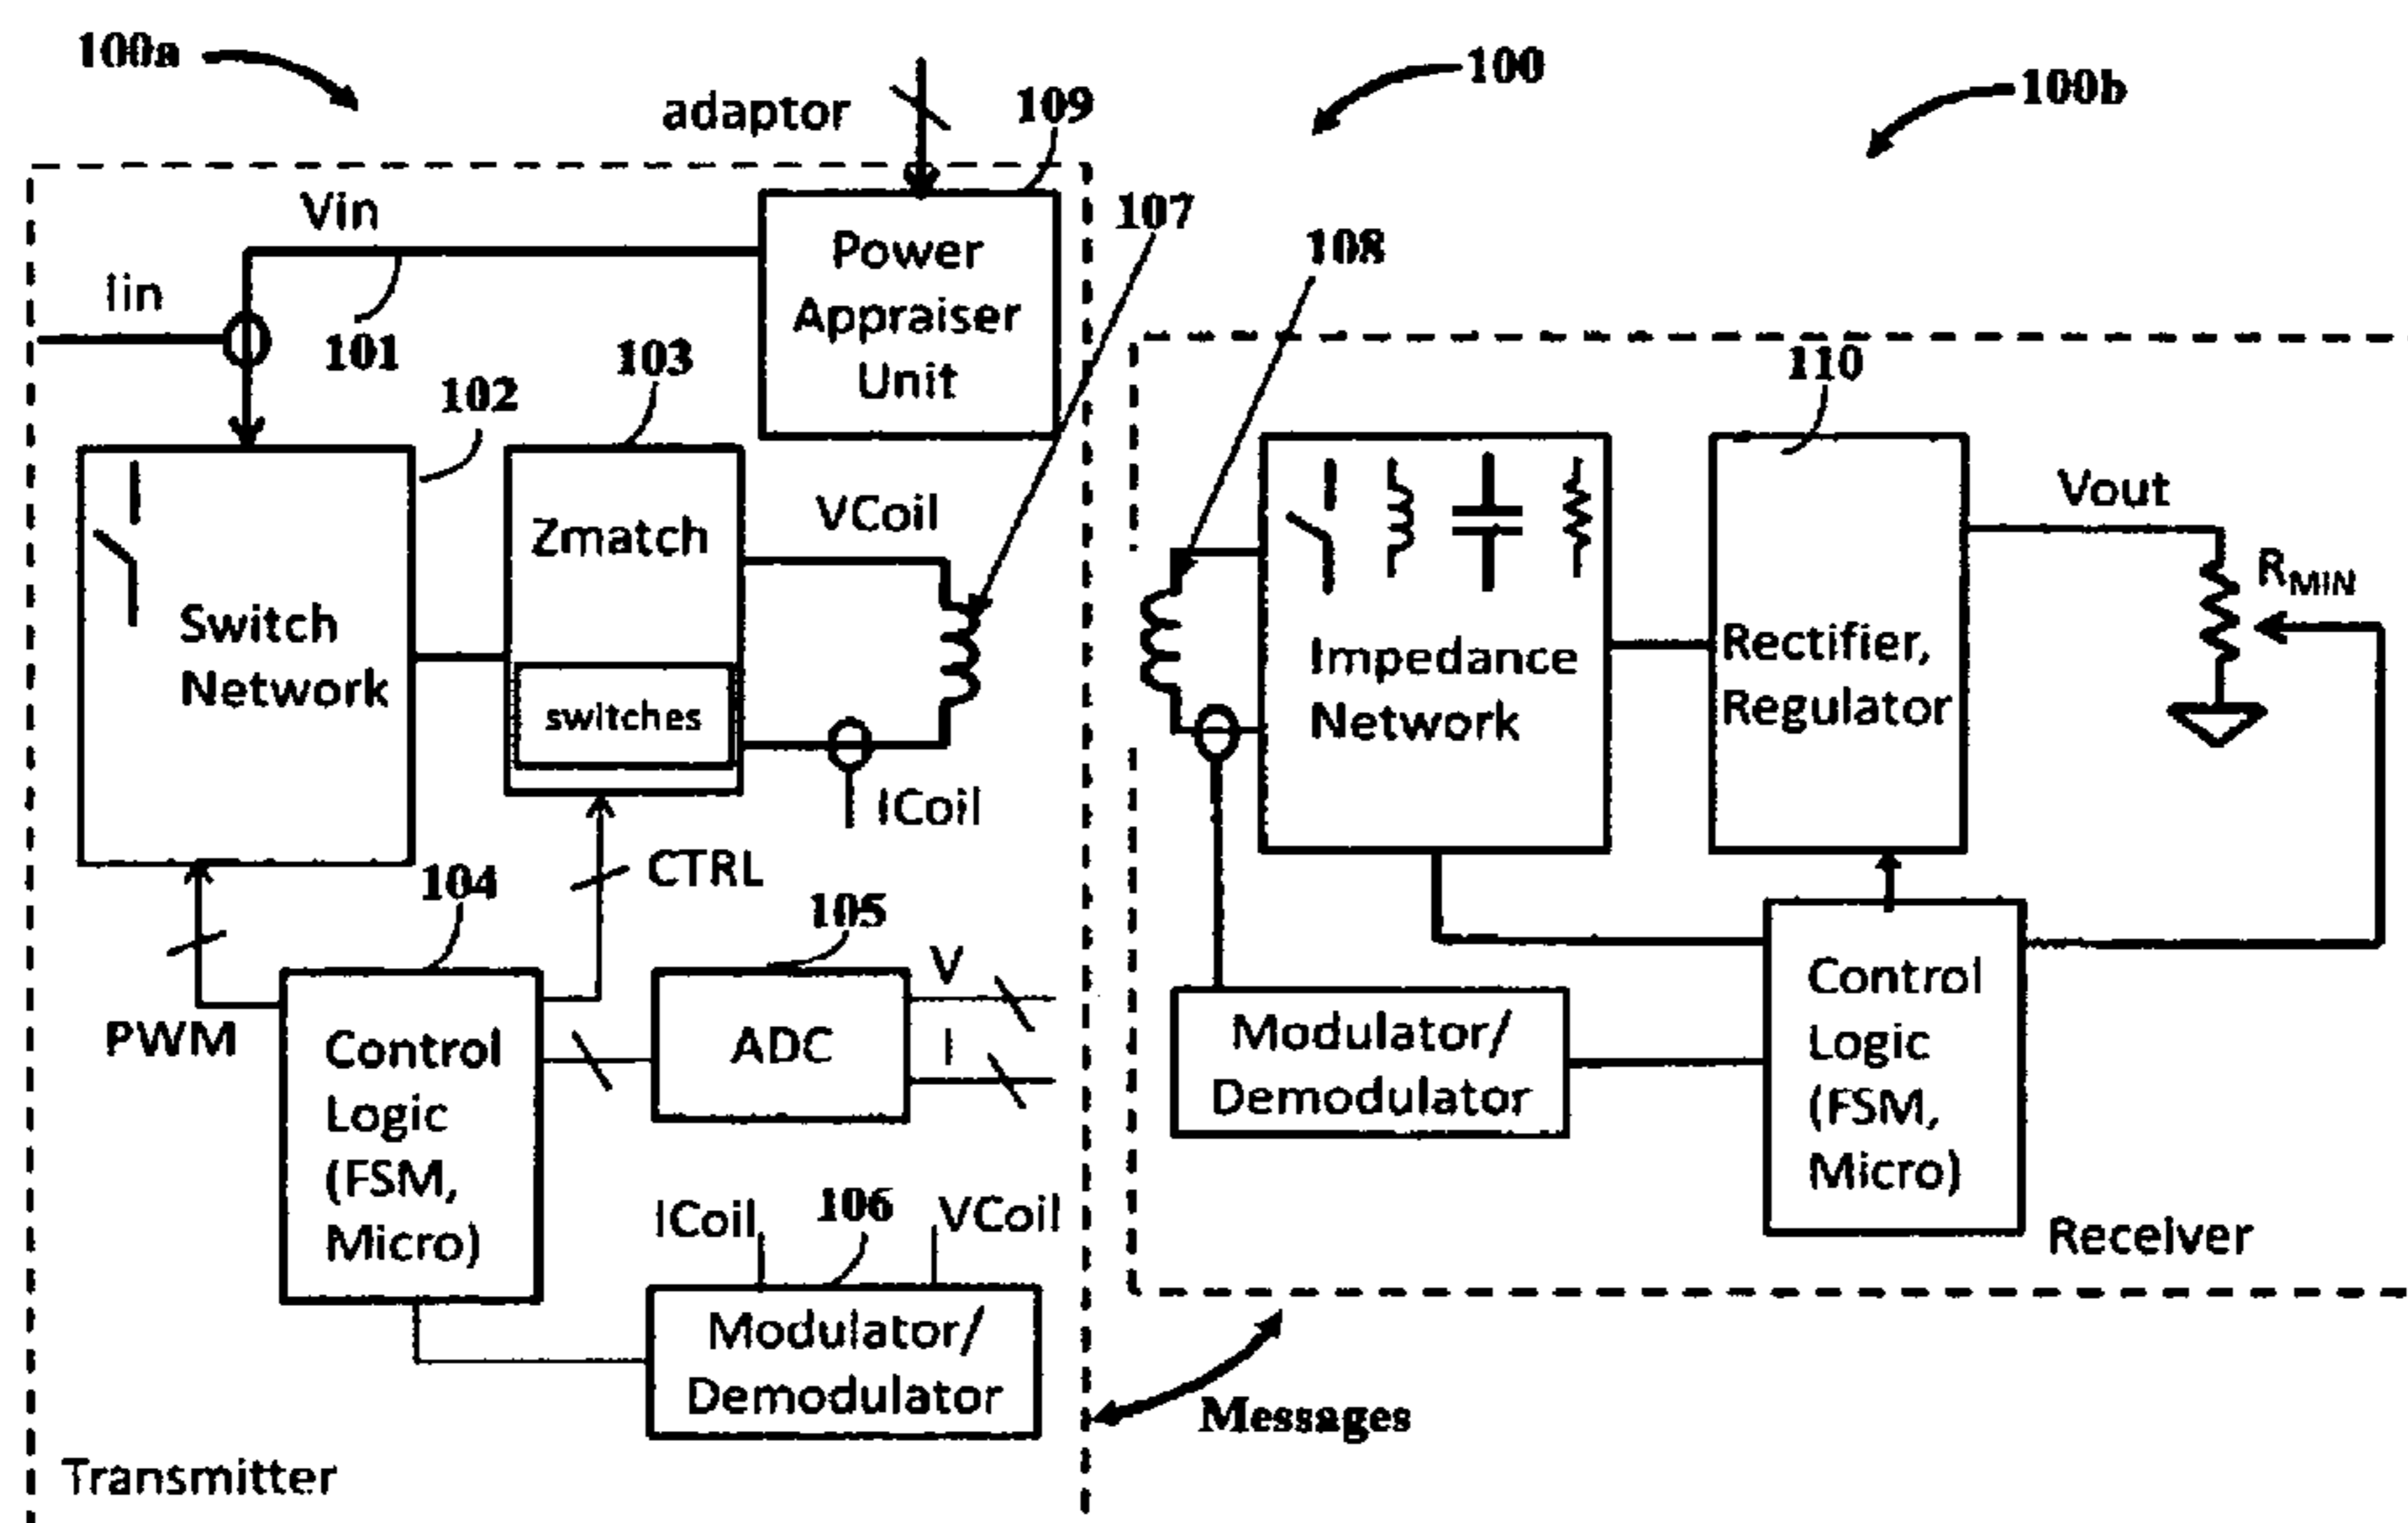 100a
100
100b
adaptor
109
107
108
Vin
Iin
101
Power
Appraiser
Unit
102
103
110
Switch
Network
Zmatch
switches
VCoil
ICoil
Impedance
Network
Rectifier,
Regulator
Vout
RMIN
PWM
104
CTRL
105
Control
Logic
(FSM,
Micro)
ADC
V
I
ICoil
106
VCoil
Modulator/
Demodulator
Transmitter
Modulator/
Demodulator
Control
Logic
(FSM,
Micro)
Receiver
Messages